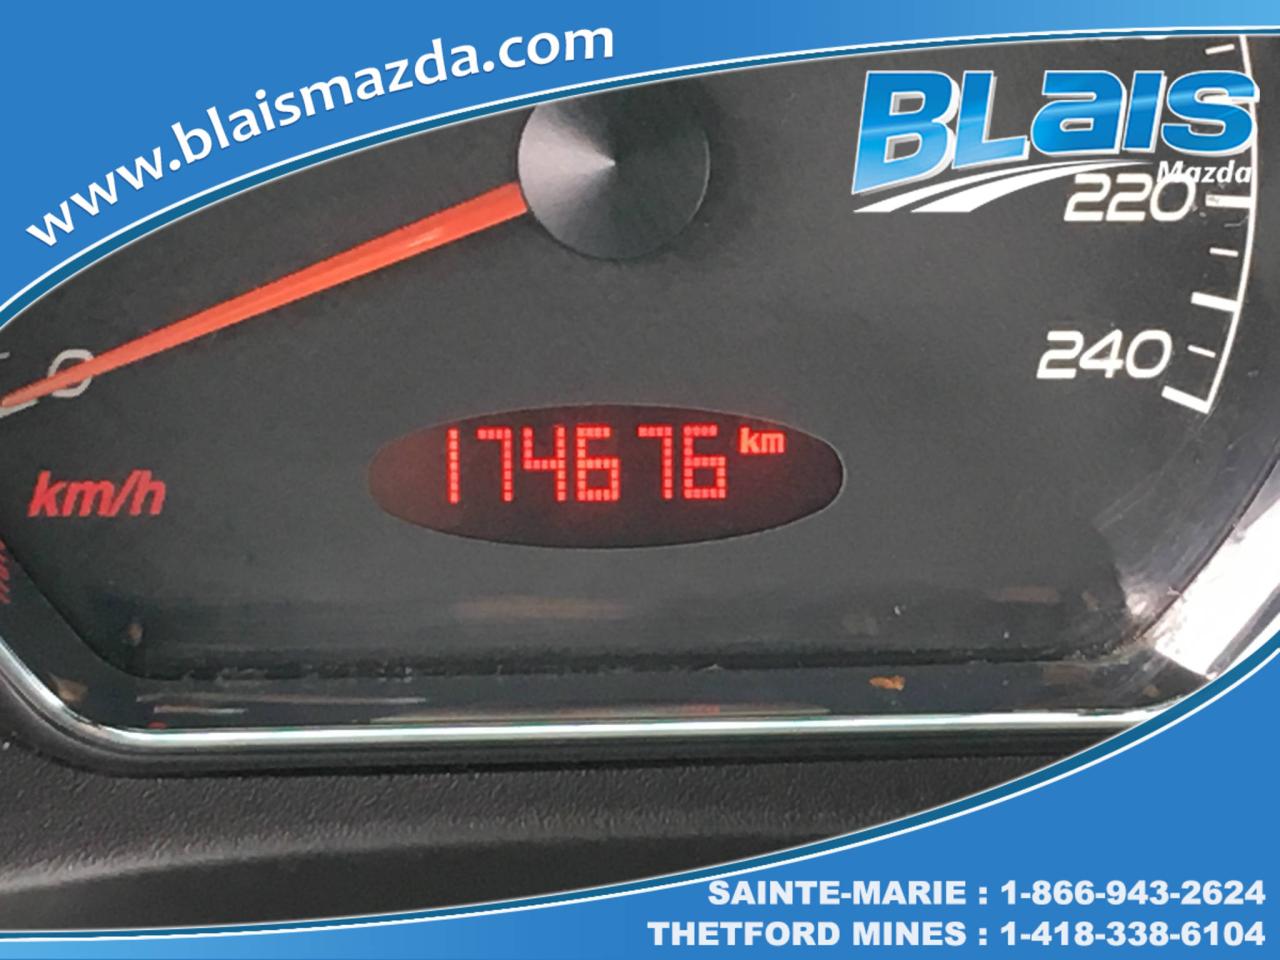 www.blaismazda.com
BLaIS
Mazda
220
240
0
174676 km
km/h
SAINTE-MARIE : 1-866-943-2624
THETFORD MINES : 1-418-338-6104